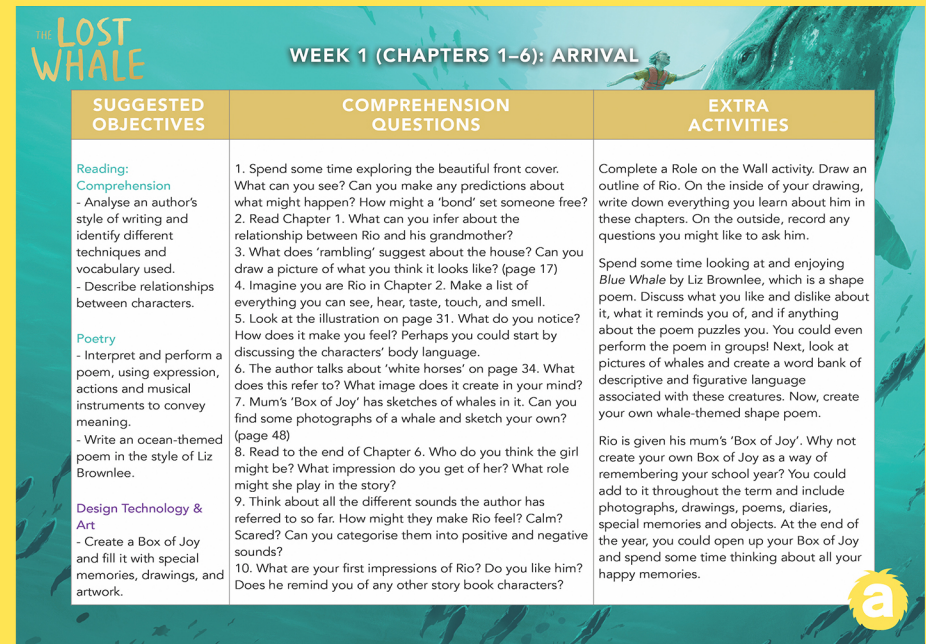 THE LOST
WHALE
WEEK 1 (CHAPTERS 1–6): ARRIVAL
SUGGESTED
OBJECTIVES
Reading:
Comprehension
- Analyse an author's
style of writing and
identify different
techniques and
vocabulary used.
- Describe relationships
between characters.
Poetry
- Interpret and perform a
poem, using expression,
actions and musical
instruments to convey
meaning.
- Write an ocean-themed
poem in the style of Liz
Brownlee.
Design Technology &
Art
- Create a Box of Joy
and fill it with special
memories, drawings, and
artwork.
COMPREHENSION
QUESTIONS
1. Spend some time exploring the beautiful front cover.
What can you see? Can you make any predictions about
what might happen? How might a 'bond' set someone free?
2. Read Chapter 1. What can you infer about the
relationship between Rio and his grandmother?
3. What does 'rambling' suggest about the house? Can you
draw a picture of what you think it looks like? (page 17)
4. Imagine you are Rio in Chapter 2. Make a list of
everything you can see, hear, taste, touch, and smell.
5. Look at the illustration on page 31. What do you notice?
How does it make you feel? Perhaps you could start by
discussing the characters' body language.
6. The author talks about 'white horses' on page 34. What
does this refer to? What image does it create in your mind?
7. Mum's 'Box of Joy' has sketches of whales in it. Can you
find some photographs of a whale and sketch your own?
(page 48)
8. Read to the end of Chapter 6. Who do you think the girl
might be? What impression do you get of her? What role
might she play in the story?
9. Think about all the different sounds the author has
referred to so far. How might they make Rio feel? Calm?
Scared? Can you categorise them into positive and negative
sounds?
10. What are your first impressions of Rio? Do you like him?
Does he remind you of any other story book characters?
EXTRA
ACTIVITIES
Complete a Role on the Wall activity. Draw an
outline of Rio. On the inside of your drawing,
write down everything you learn about him in
these chapters. On the outside, record any
questions you might like to ask him.
Spend some time looking at and enjoying
Blue Whale by Liz Brownlee, which is a shape
poem. Discuss what you like and dislike about
it, what it reminds you of, and if anything
about the poem puzzles you. You could even
perform the poem in groups! Next, look at
pictures of whales and create a word bank of
descriptive and figurative language
associated with these creatures. Now, create
your own whale-themed shape poem.
Rio is given his mum's 'Box of Joy'. Why not
create your own Box of Joy as a way of
remembering your school year? You could
add to it throughout the term and include
photographs, drawings, poems, diaries,
special memories and objects. At the end of
the year, you could open up your Box of Joy
and spend some time thinking about all your
happy memories.
a